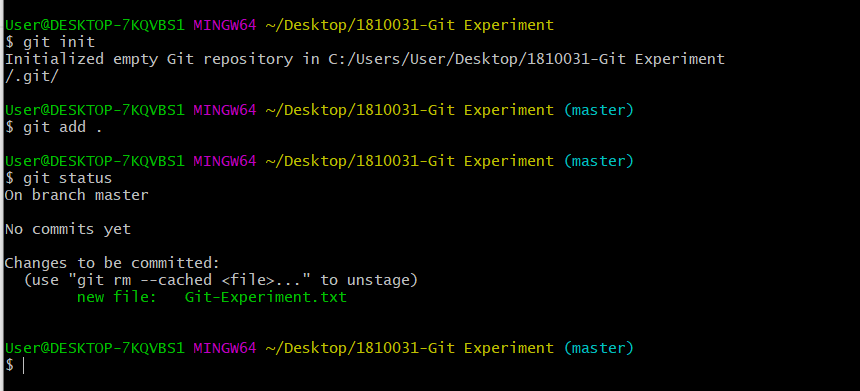 User@DESKTOP-7KQVBS1 MINGW64 ~/Desktop/1810031-Git Experiment
$ git init
Initialized empty Git repository in C:/Users/User/Desktop/1810031-Git Experiment
/.git/
User@DESKTOP-7KQVBS1 MINGW64 ~/Desktop/1810031-Git Experiment (master)
$ git add .
User@DESKTOP-7KQVBS1 MINGW64 ~/Desktop/1810031-Git Experiment (master)
$ git status
On branch master
No commits yet
Changes to be committed:
  (use "git rm --cached <file>..." to unstage)
        new file:   Git-Experiment.txt
User@DESKTOP-7KQVBS1 MINGW64 ~/Desktop/1810031-Git Experiment (master)
$